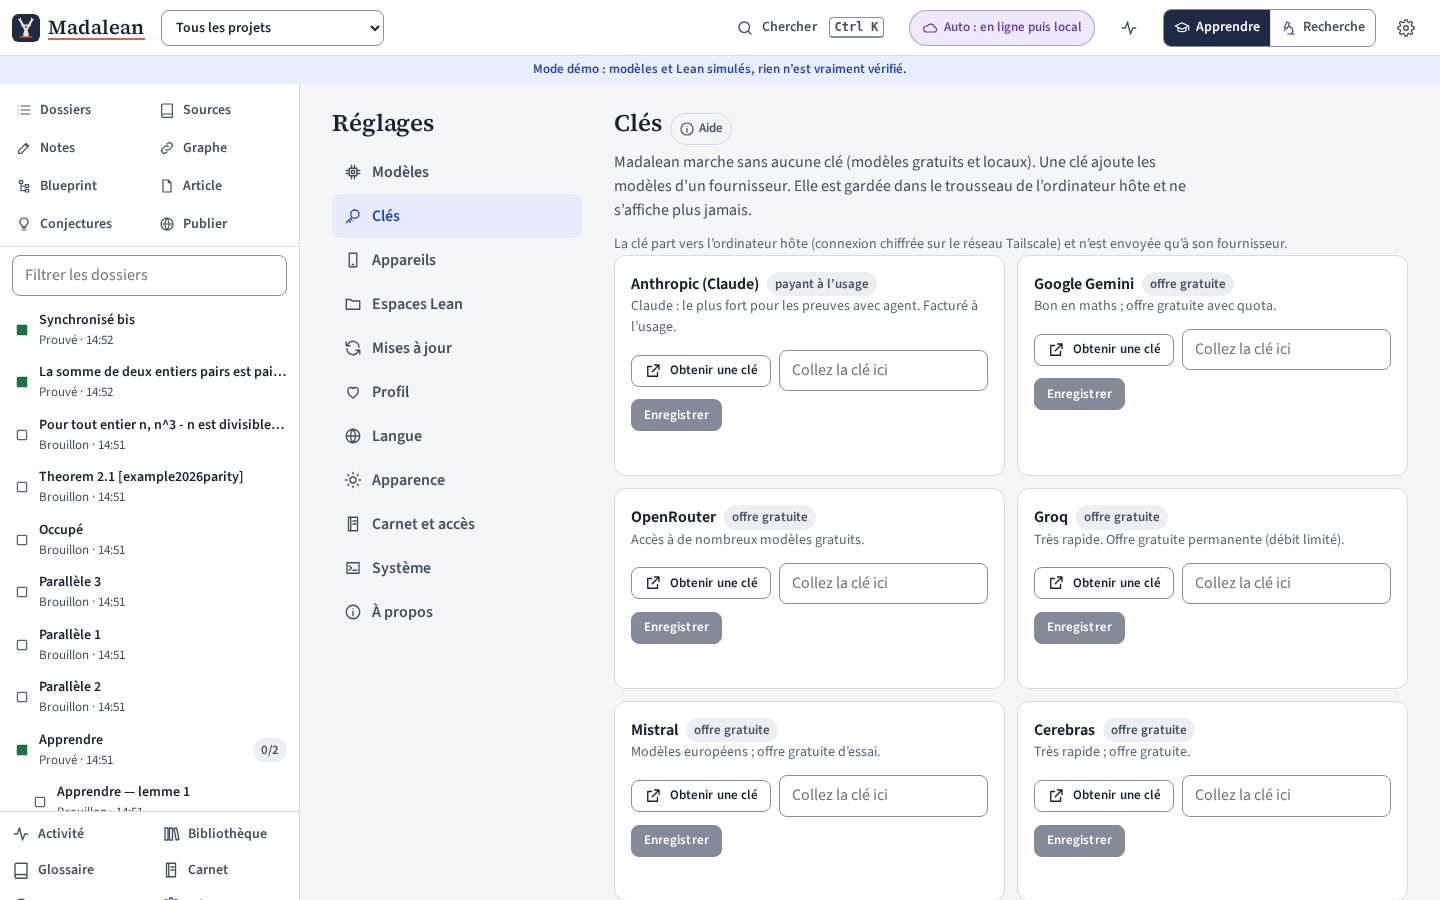 Madalean
Tous les projets
Chercher
Ctrl K
Auto : en ligne puis local
Apprendre
Recherche
Mode démo : modèles et Lean simulés, rien n’est vraiment vérifié.
Dossiers
Sources
Notes
Graphe
Blueprint
Article
Conjectures
Publier
Filtrer les dossiers
Synchronisé bis
Prouvé · 14:52
La somme de deux entiers pairs est pai…
Prouvé · 14:52
Pour tout entier n, n^3 - n est divisible…
Brouillon · 14:51
Theorem 2.1 [example2026parity]
Brouillon · 14:51
Occupé
Brouillon · 14:51
Parallèle 3
Brouillon · 14:51
Parallèle 1
Brouillon · 14:51
Parallèle 2
Brouillon · 14:51
Apprendre
0/2
Prouvé · 14:51
Apprendre — lemme 1
Brouillon · 14:51
Activité
Bibliothèque
Glossaire
Carnet
Réglages
Modèles
Clés
Appareils
Espaces Lean
Mises à jour
Profil
Langue
Apparence
Carnet et accès
Système
À propos
Clés
Aide
Madalean marche sans aucune clé (modèles gratuits et locaux). Une clé ajoute les
modèles d’un fournisseur. Elle est gardée dans le trousseau de l’ordinateur hôte et ne
s’affiche plus jamais.
La clé part vers l’ordinateur hôte (connexion chiffrée sur le réseau Tailscale) et n’est envoyée qu’à son fournisseur.
Anthropic (Claude)
payant à l’usage
Claude : le plus fort pour les preuves avec agent. Facturé à
l’usage.
Obtenir une clé
Collez la clé ici
Enregistrer
Google Gemini
offre gratuite
Bon en maths ; offre gratuite avec quota.
Obtenir une clé
Collez la clé ici
Enregistrer
OpenRouter
offre gratuite
Accès à de nombreux modèles gratuits.
Obtenir une clé
Collez la clé ici
Enregistrer
Groq
offre gratuite
Très rapide. Offre gratuite permanente (débit limité).
Obtenir une clé
Collez la clé ici
Enregistrer
Mistral
offre gratuite
Modèles européens ; offre gratuite d’essai.
Obtenir une clé
Collez la clé ici
Enregistrer
Cerebras
offre gratuite
Très rapide ; offre gratuite.
Obtenir une clé
Collez la clé ici
Enregistrer